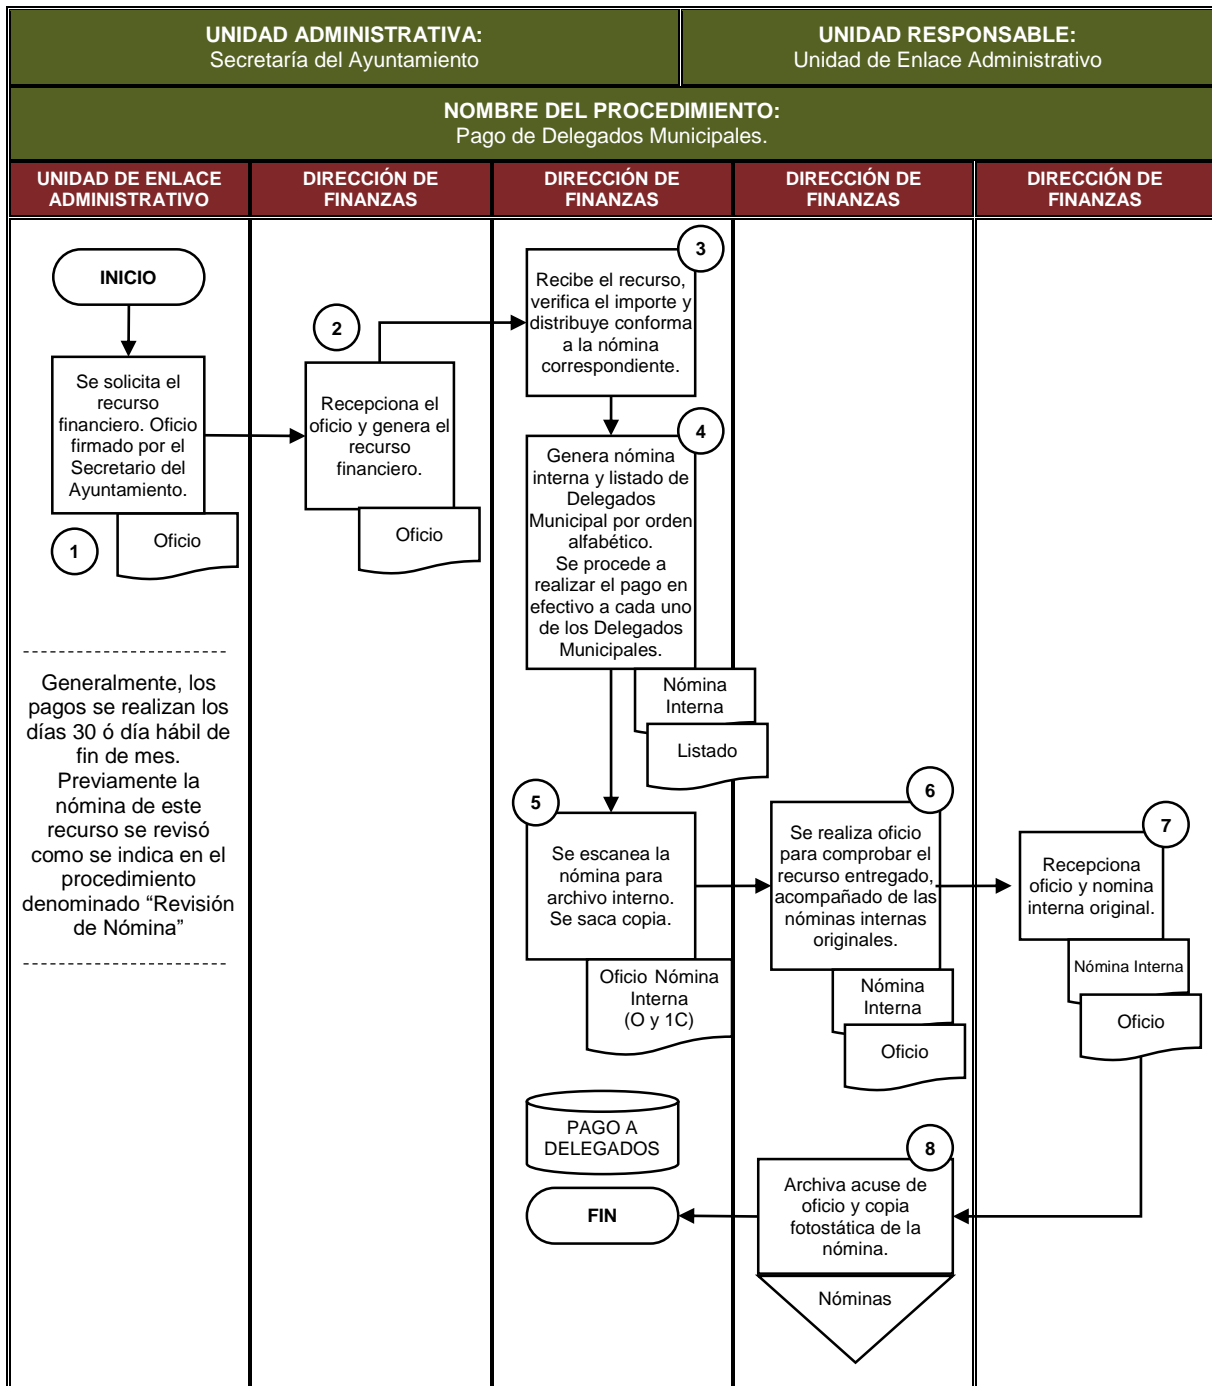 UNIDAD ADMINISTRATIVA:
Secretaría del Ayuntamiento
UNIDAD RESPONSABLE:
Unidad de Enlace Administrativo
NOMBRE DEL PROCEDIMIENTO:
Pago de Delegados Municipales.
UNIDAD DE ENLACE
ADMINISTRATIVO
DIRECCIÓN DE
FINANZAS
DIRECCIÓN DE
FINANZAS
DIRECCIÓN DE
FINANZAS
DIRECCIÓN DE
FINANZAS
INICIO
Se solicita el
recurso
financiero. Oficio
firmado por el
Secretario del
Ayuntamiento.
1
Oficio
Generalmente, los
pagos se realizan los
días 30 ó día hábil de
fin de mes.
Previamente la
nómina de este
recurso se revisó
como se indica en el
procedimiento
denominado “Revisión
de Nómina”
2
Recepciona el
oficio y genera el
recurso
financiero.
Oficio
3
Recibe el recurso,
verifica el importe y
distribuye conforma
a la nómina
correspondiente.
4
Genera nómina
interna y listado de
Delegados
Municipal por orden
alfabético.
Se procede a
realizar el pago en
efectivo a cada uno
de los Delegados
Municipales.
Nómina
Interna
Listado
5
Se escanea la
nómina para
archivo interno.
Se saca copia.
Oficio Nómina
Interna
(O y 1C)
6
Se realiza oficio
para comprobar el
recurso entregado,
acompañado de las
nóminas internas
originales.
Nómina
Interna
Oficio
7
Recepciona
oficio y nomina
interna original.
Nómina Interna
Oficio
PAGO A
DELEGADOS
8
Archiva acuse de
oficio y copia
fotostática de la
nómina.
Nóminas
FIN